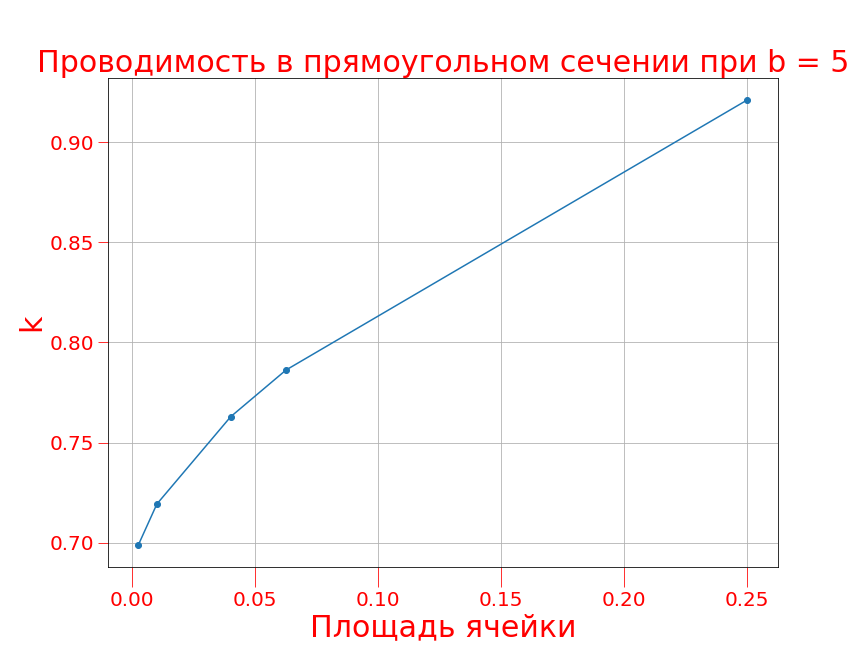 Проводимость в прямоугольном сечении при b = 5
0.90
0.85
k
0.80
0.75
0.70
0.00 0.05 0.10 0.15 0.20 0.25
Площадь ячейки